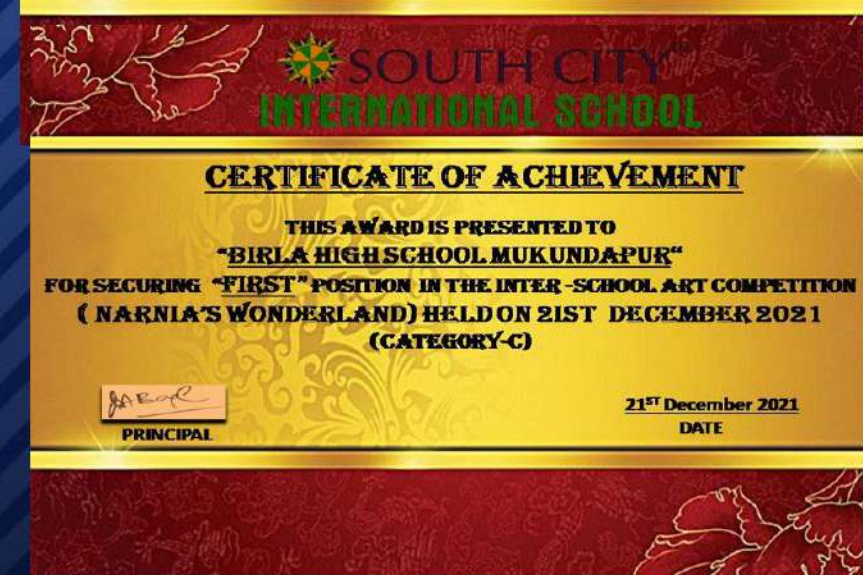 SOUTH CITY
INTERNATIONAL SCHOOL
CERTIFICATE OF ACHIEVEMENT
THIS AWARD IS PRESENTED TO
"BIRLA HIGH SCHOOL MUKUNDAPUR"
FOR SECURING "FIRST" POSITION IN THE INTER -SCHOOL ART COMPETITION
( NARNIA'S WONDERLAND) HELD ON 21ST DECEMBER 2021
(CATEGORY-C)
PRINCIPAL
21ST December 2021
DATE